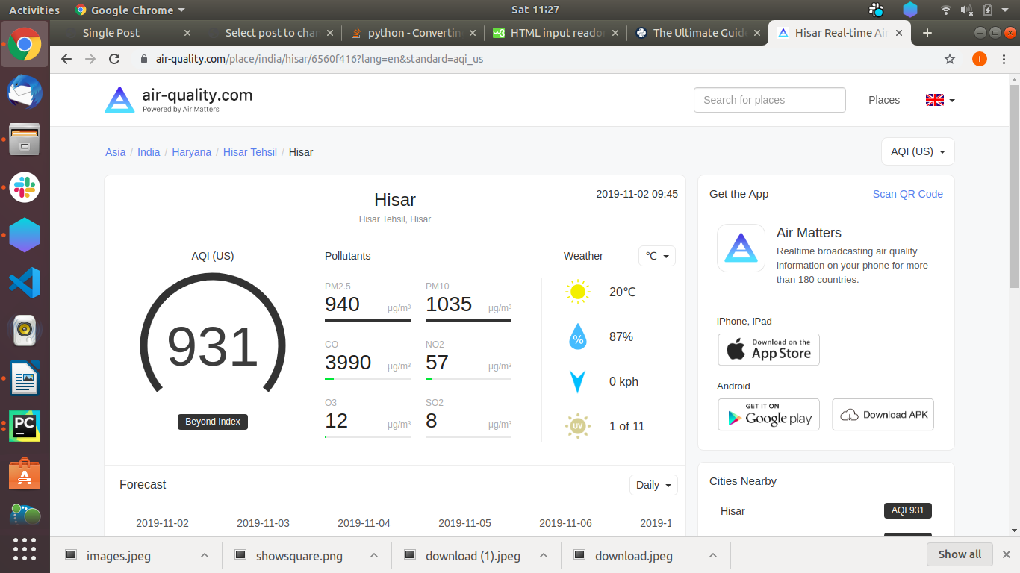 Activities
Google Chrome
Sat 11:27
Single Post
Select post to cha
python - Convertin
HTML input reado
The Ultimate Guid
Hisar Real-time Ai
air-quality.com/place/india/hisar/6560f416?lang=en&standard=aqi_us
air-quality.com
Powered by Air Matters
Search for places
Places
Asia / India / Haryana / Hisar Tehsil / Hisar
AQI (US)
Hisar
2019-11-02 09:45
Hisar Tehsil, Hisar
AQI (US)
931
Beyond Index
Pollutants
PM2.5
940 μg/m³
PM10
1035 μg/m³
CO
3990 μg/m³
NO2
57 μg/m³
O3
12 μg/m³
SO2
8 μg/m³
Weather
℃
20℃
%
87%
0 kph
UV
1 of 11
Get the App
Scan QR Code
Air Matters
Realtime broadcasting air quality
information on your phone for more
than 180 countries.
iPhone, iPad
Download on the
App Store
Android
GET IT ON
Google play
Download APK
Forecast
Daily
2019-11-02
2019-11-03
2019-11-04
2019-11-05
2019-11-06
2019-1
Cities Nearby
Hisar
AQI 931
PC
images.jpeg
showsquare.png
download (1).jpeg
download.jpeg
Show all